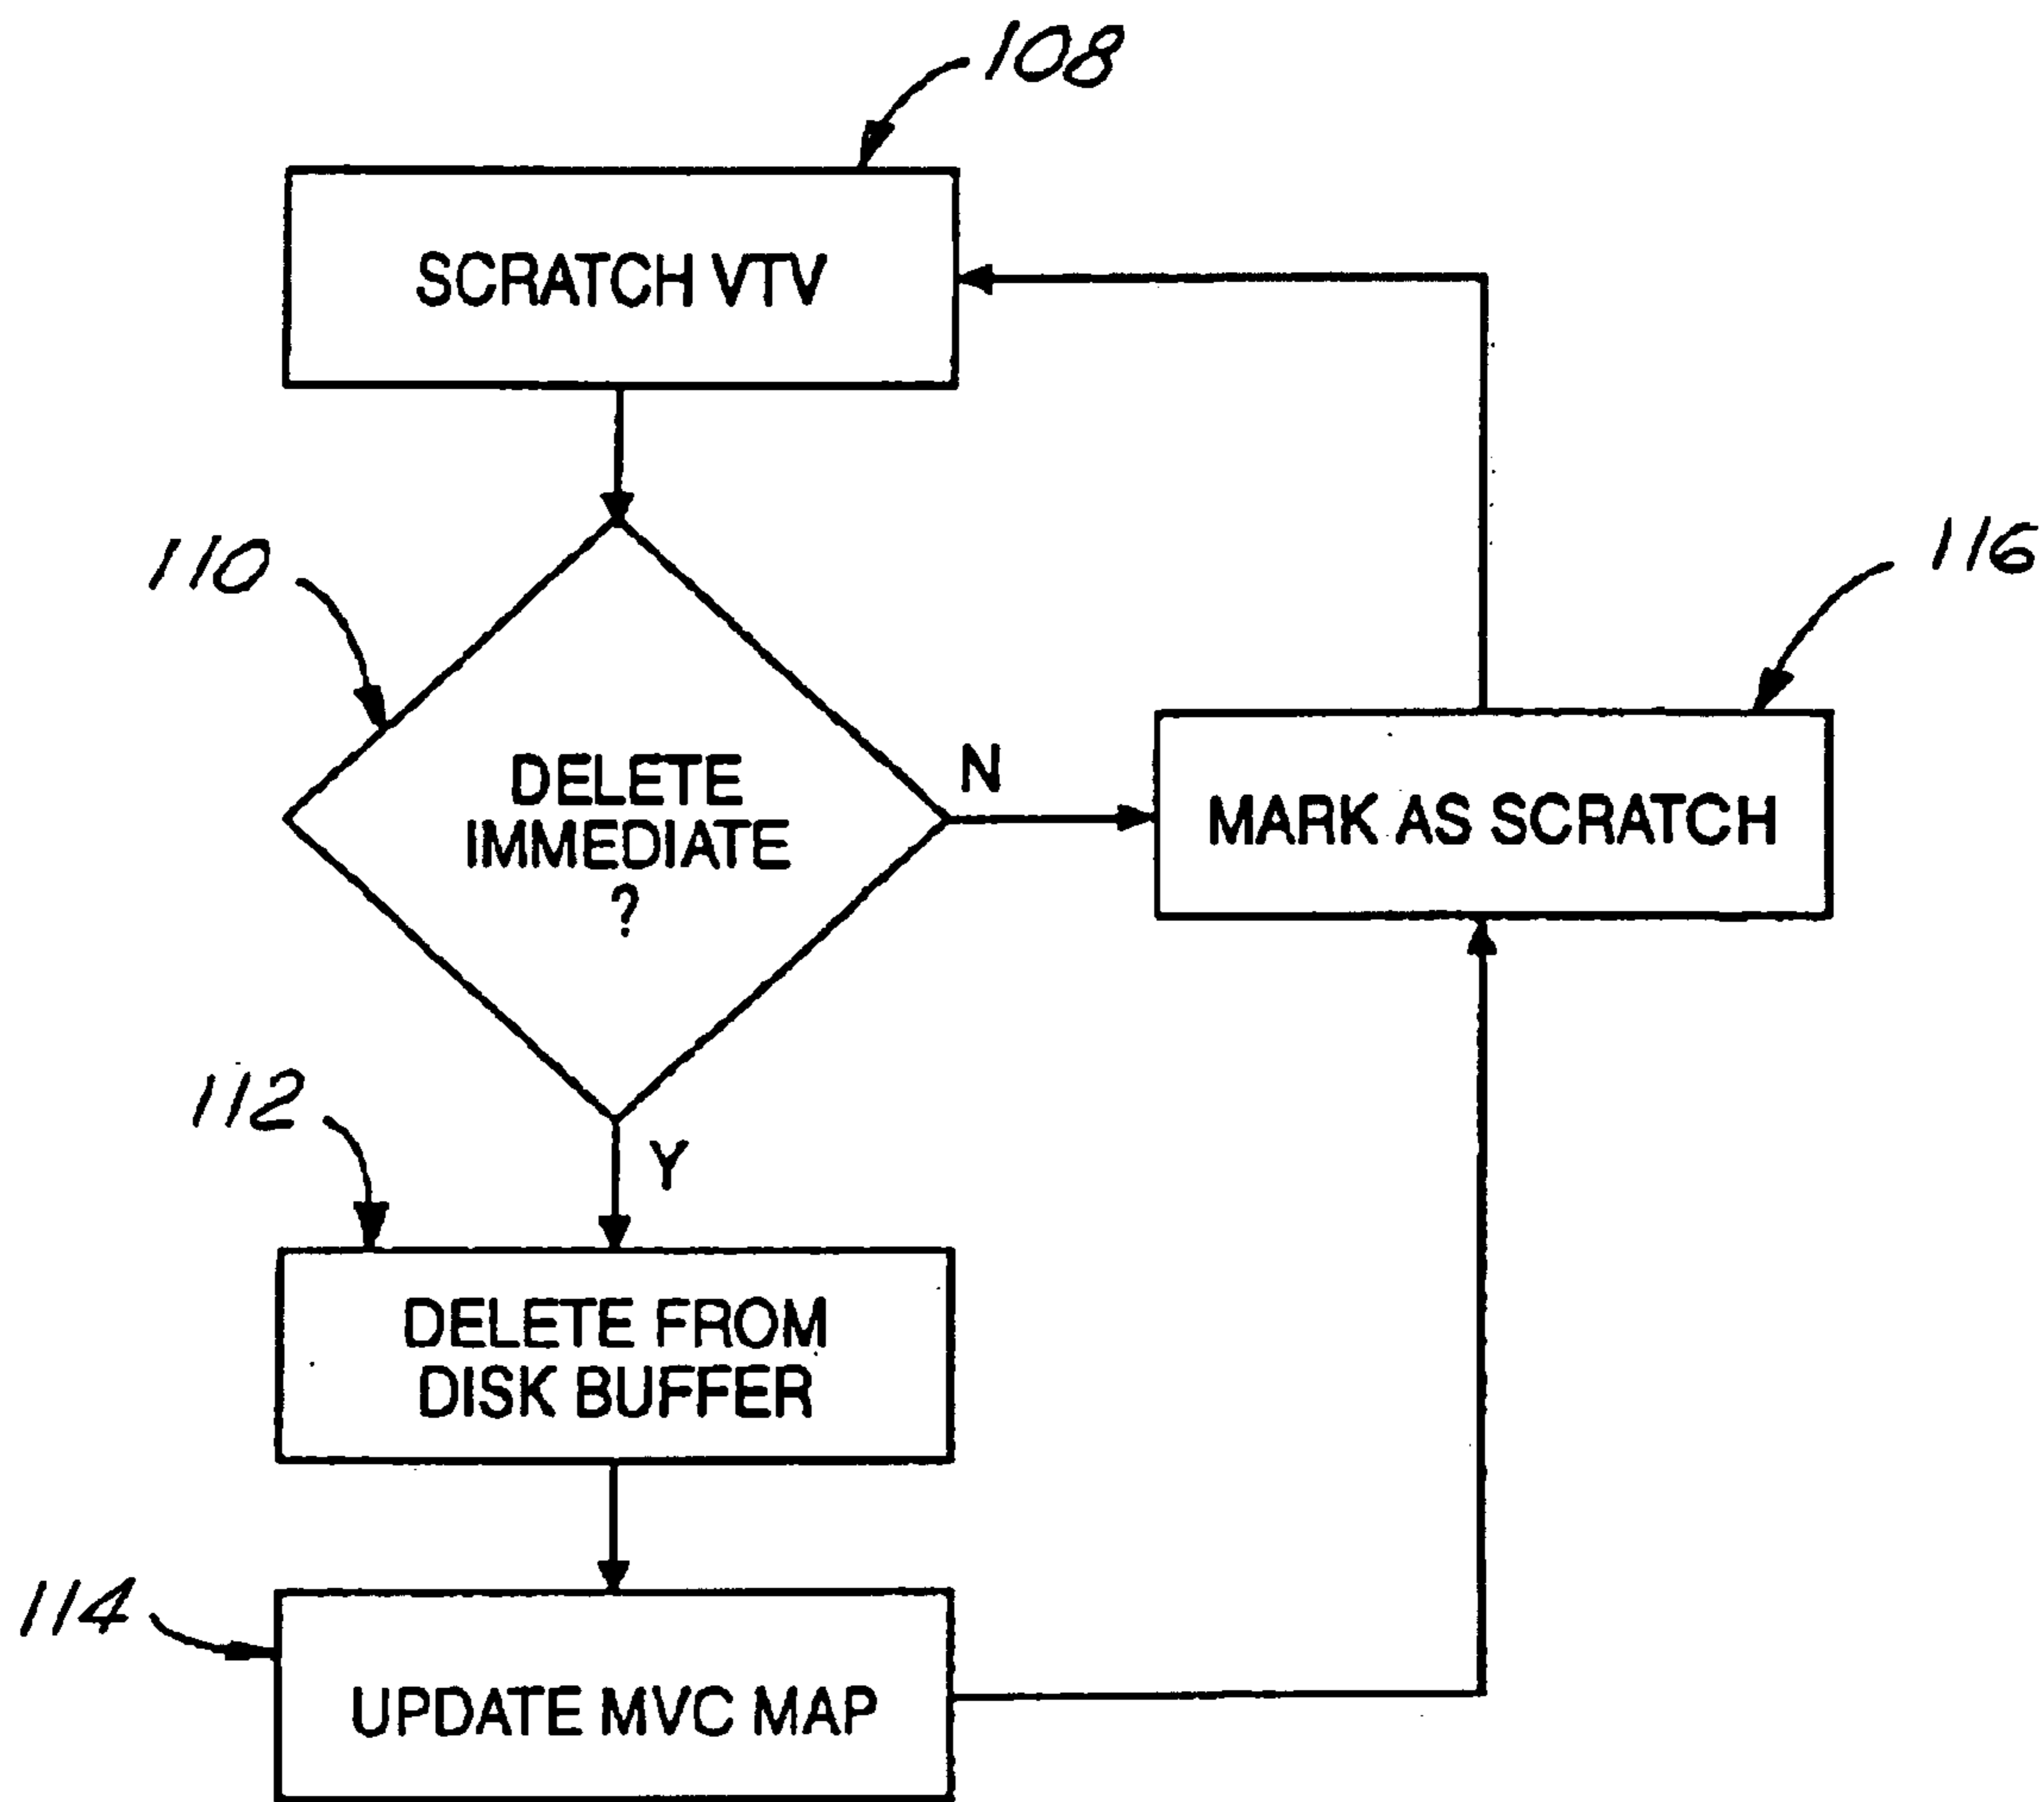 108
SCRATCH VTV
110
DELETE
IMMEDIATE
?
N
116
MARK AS SCRATCH
Y
112
DELETE FROM
DISK BUFFER
114
UPDATE MVC MAP